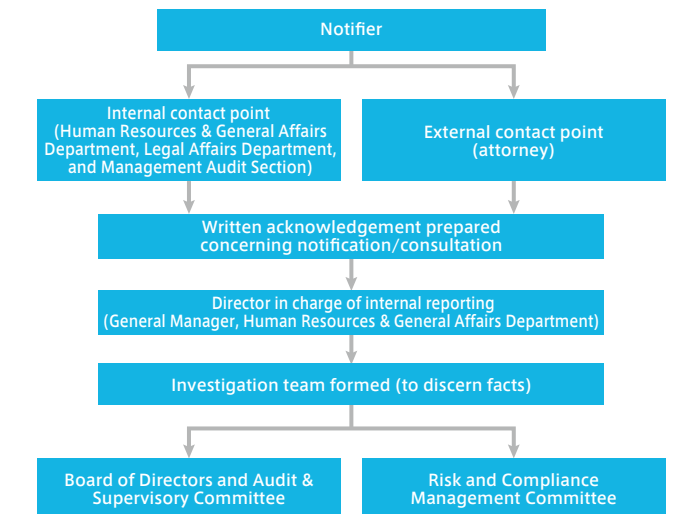 Notifier
Internal contact point
(Human Resources & General Affairs
Department, Legal Affairs Department,
and Management Audit Section)
External contact point
(attorney)
Written acknowledgement prepared
concerning notification/consultation
Director in charge of internal reporting
(General Manager, Human Resources & General Affairs Department)
Investigation team formed (to discern facts)
Board of Directors and Audit &
Supervisory Committee
Risk and Compliance
Management Committee